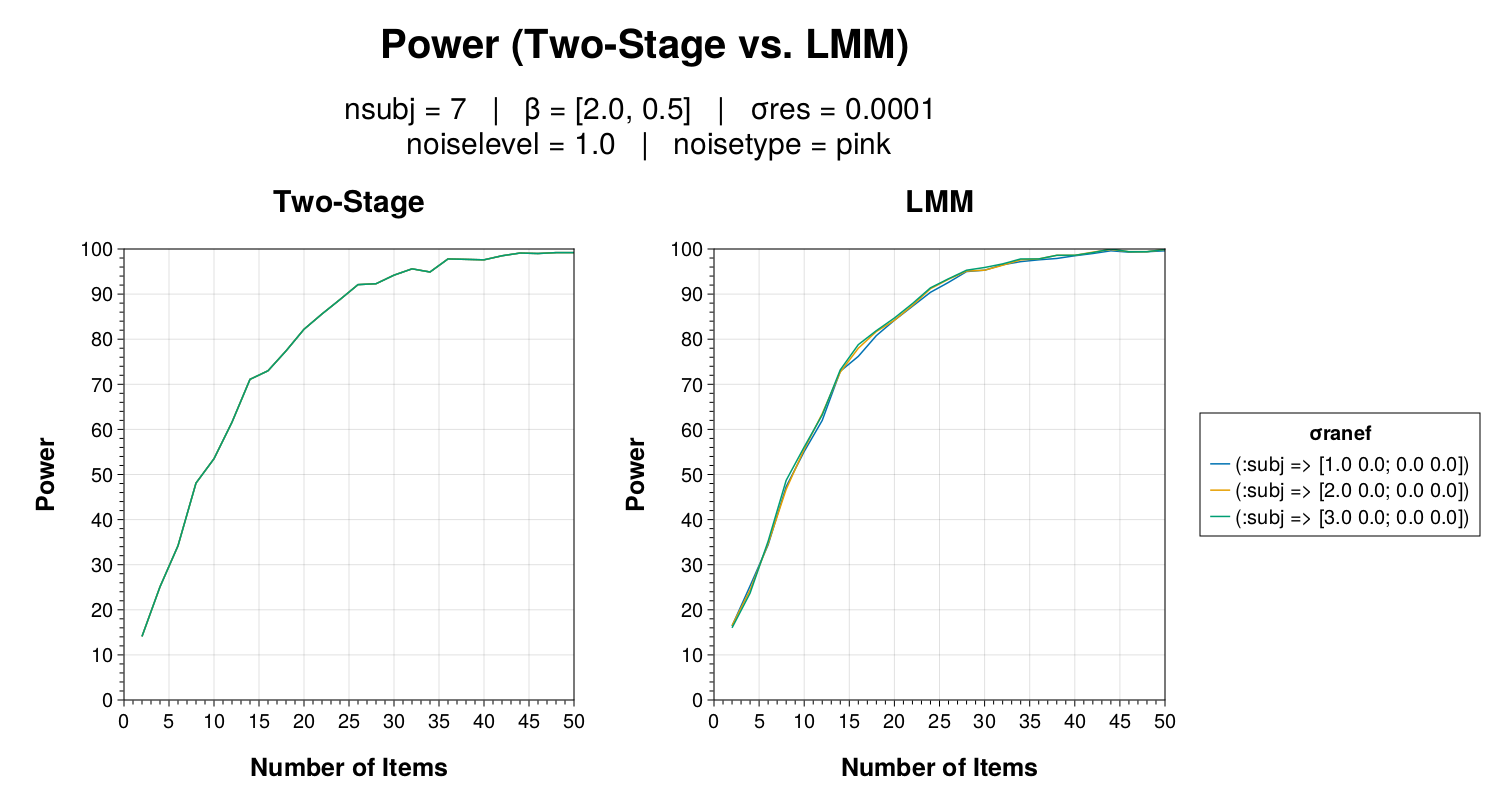 Power (Two-Stage vs. LMM)
nsubj = 7 | β = [2.0, 0.5] | σres = 0.0001
noiselevel = 1.0 | noisetype = pink
Two-Stage
100
90
80
70
60
50
40
30
20
10
0
Power
0 5 10 15 20 25 30 35 40 45 50
Number of Items
LMM
100
90
80
70
60
50
40
30
20
10
0
Power
0 5 10 15 20 25 30 35 40 45 50
Number of Items
σranef
(:subj => [1.0 0.0; 0.0 0.0])
(:subj => [2.0 0.0; 0.0 0.0])
(:subj => [3.0 0.0; 0.0 0.0])